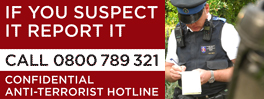 IF YOU SUSPECT
IT REPORT IT
CALL 0800 789 321
CONFIDENTIAL
ANTI-TERRORIST HOTLINE